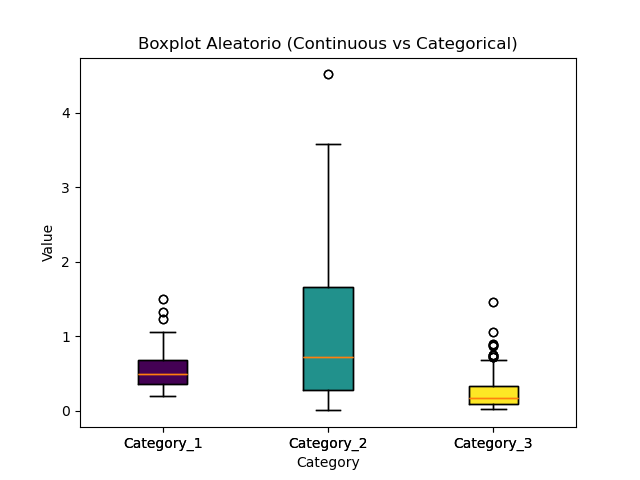 Boxplot Aleatorio (Continuous vs Categorical)
4
3
2
1
0
Value
Category_1 Category_2 Category_3
Category